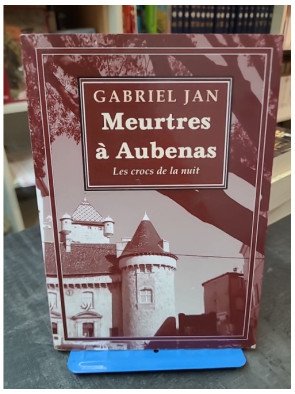 GABRIEL JAN
Meurtres
à Aubenas
Les crocs de la nuit